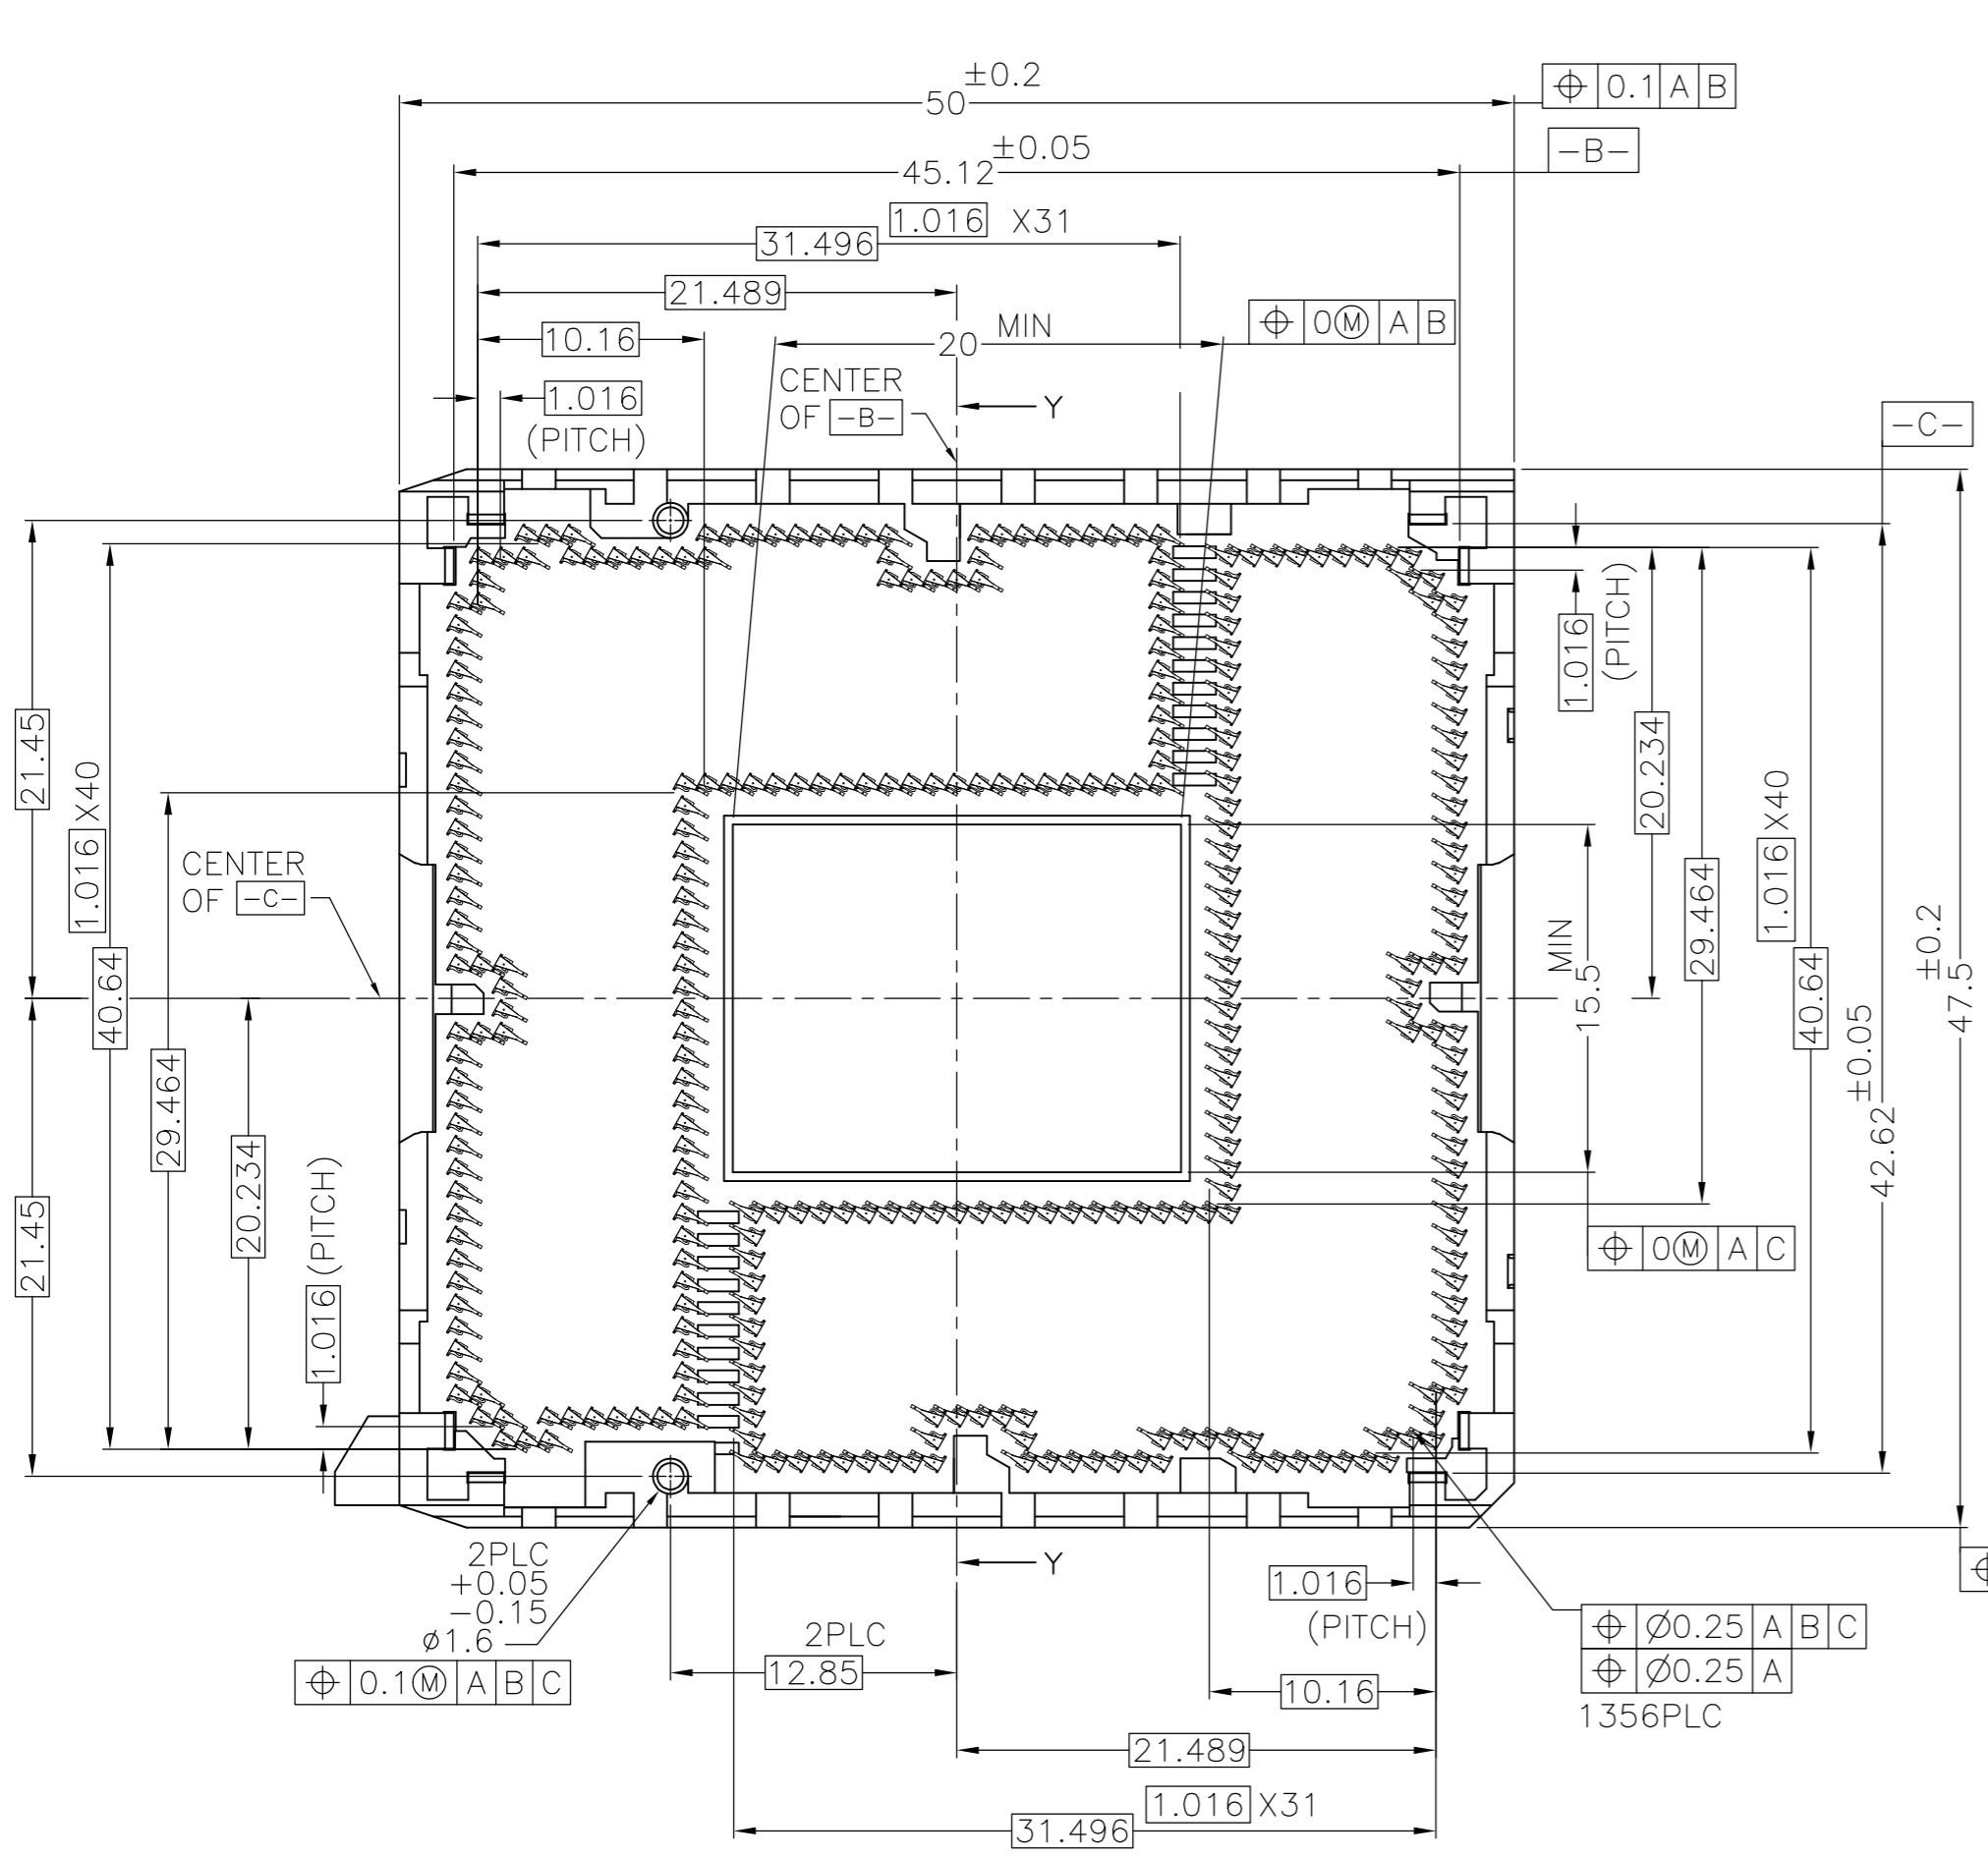 ±0.2
50
⌖ 0.1 A B
-B-
±0.05
45.12
1.016 X31
31.496
21.489
⌖ 0Ⓜ A B
20 MIN
10.16
CENTER
OF -B-
Y
1.016
(PITCH)
-C-
1.016
(PITCH)
20.234
21.45
1.016 X40
40.64
29.464
20.234
CENTER
OF -C-
21.45
1.016 (PITCH)
15.5 MIN
29.464
1.016 X40
40.64
±0.05
42.62
±0.2
47.5
⌖ 0Ⓜ A C
⌖
2PLC
+0.05
-0.15
ø1.6
⌖ 0.1Ⓜ A B C
2PLC
12.85
Y
1.016
(PITCH)
10.16
⌖ Ø0.25 A B C
⌖ Ø0.25 A
1356PLC
21.489
1.016 X31
31.496